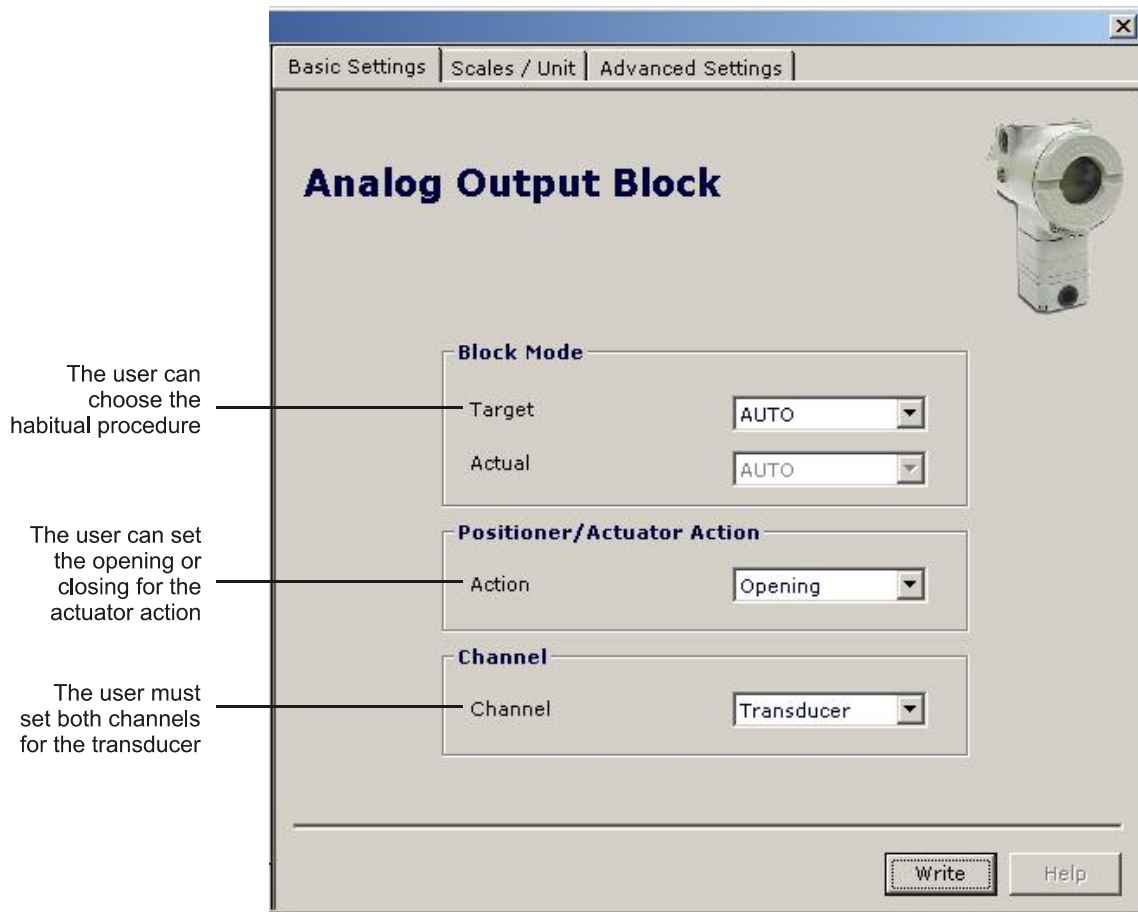 Basic Settings
Scales / Unit
Advanced Settings
Analog Output Block
Block Mode
The user can
choose the
habitual procedure
Target
AUTO
Actual
AUTO
Positioner/Actuator Action
The user can set
the opening or
closing for the
actuator action
Action
Opening
Channel
The user must
set both channels
for the transducer
Channel
Transducer
Write
Help